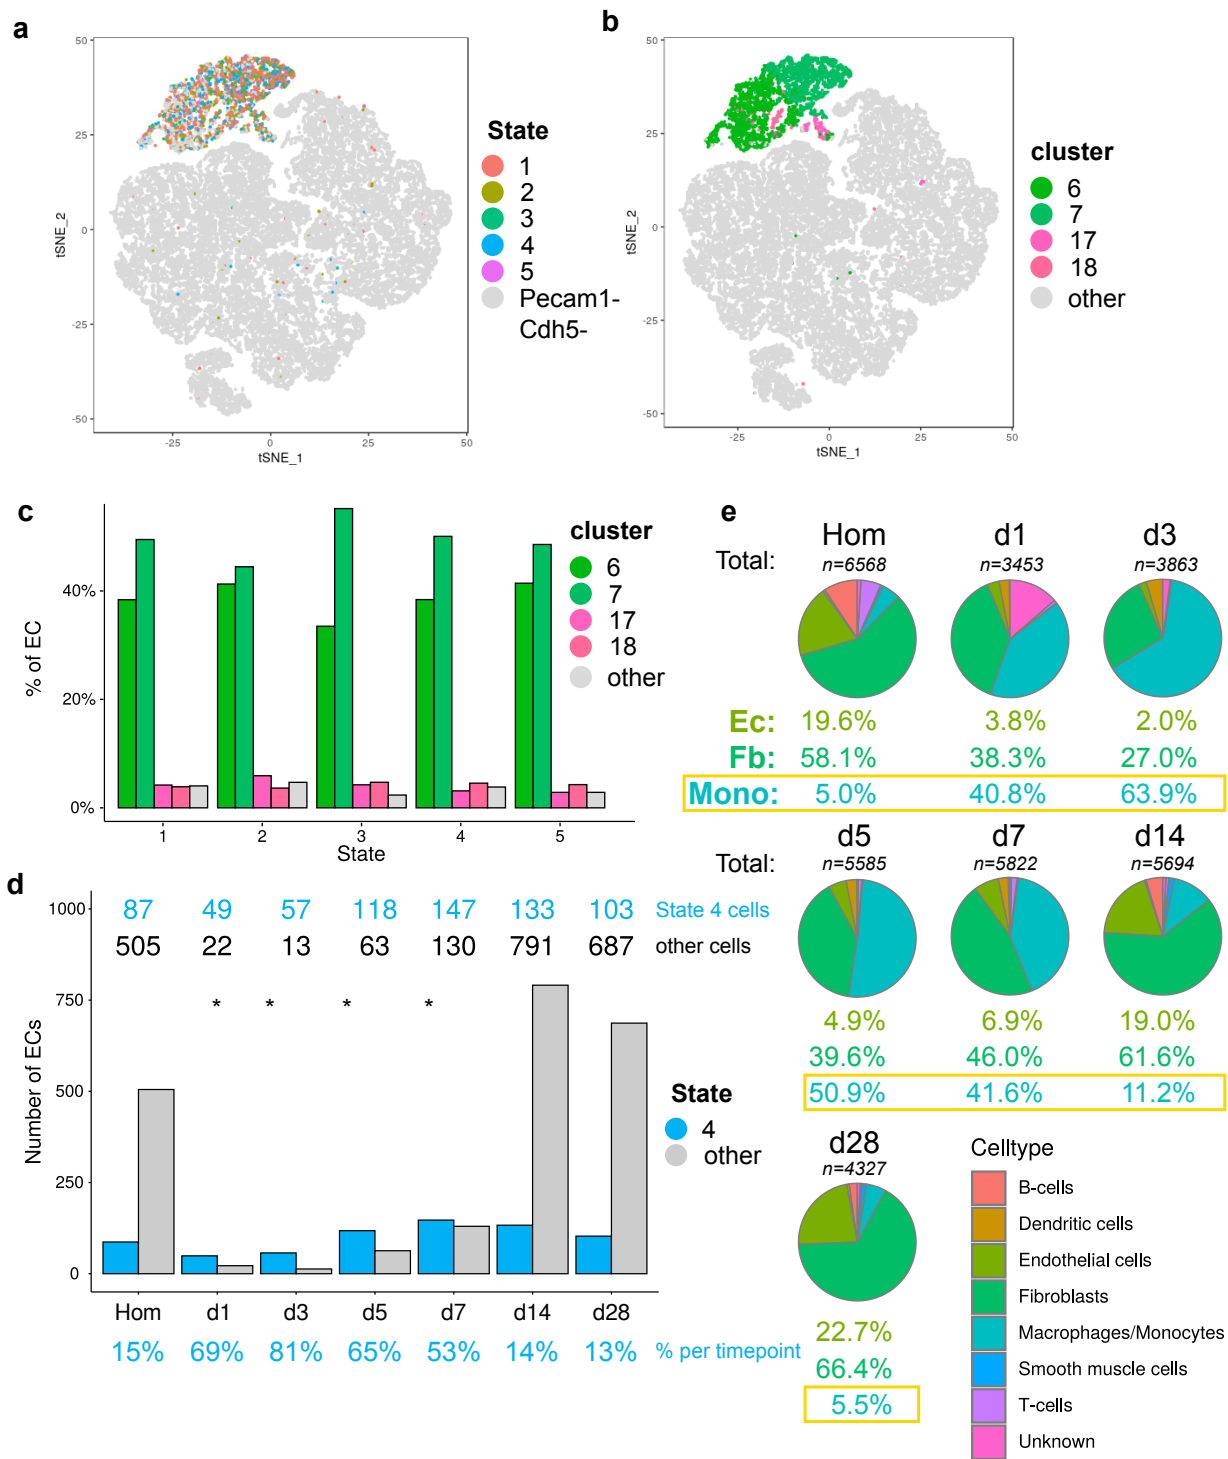 a
50
25
0
-25
-50
tSNE_2
-25
0
25
50
tSNE_1
State
1
2
3
4
5
Pecam1-
Cdh5-
b
50
25
0
-25
-50
tSNE_2
-25
0
25
50
tSNE_1
cluster
6
7
17
18
other
c
40%
20%
0%
% of EC
1 2 3 4 5
State
cluster
6
7
17
18
other
d
1000
750
500
250
0
Number of ECs
87 49 57 118 147 133 103 State 4 cells
505 22 13 63 130 791 687 other cells
* * * *
State
4
other
Hom d1 d3 d5 d7 d14 d28
15% 69% 81% 65% 53% 14% 13% % per timepoint
e
Hom d1 d3
Total: n=6568 n=3453 n=3863
Ec: 19.6% 3.8% 2.0%
Fb: 58.1% 38.3% 27.0%
Mono: 5.0% 40.8% 63.9%
d5 d7 d14
Total: n=5585 n=5822 n=5694
4.9% 6.9% 19.0%
39.6% 46.0% 61.6%
50.9% 41.6% 11.2%
d28
n=4327
22.7%
66.4%
5.5%
Celltype
B-cells
Dendritic cells
Endothelial cells
Fibroblasts
Macrophages/Monocytes
Smooth muscle cells
T-cells
Unknown